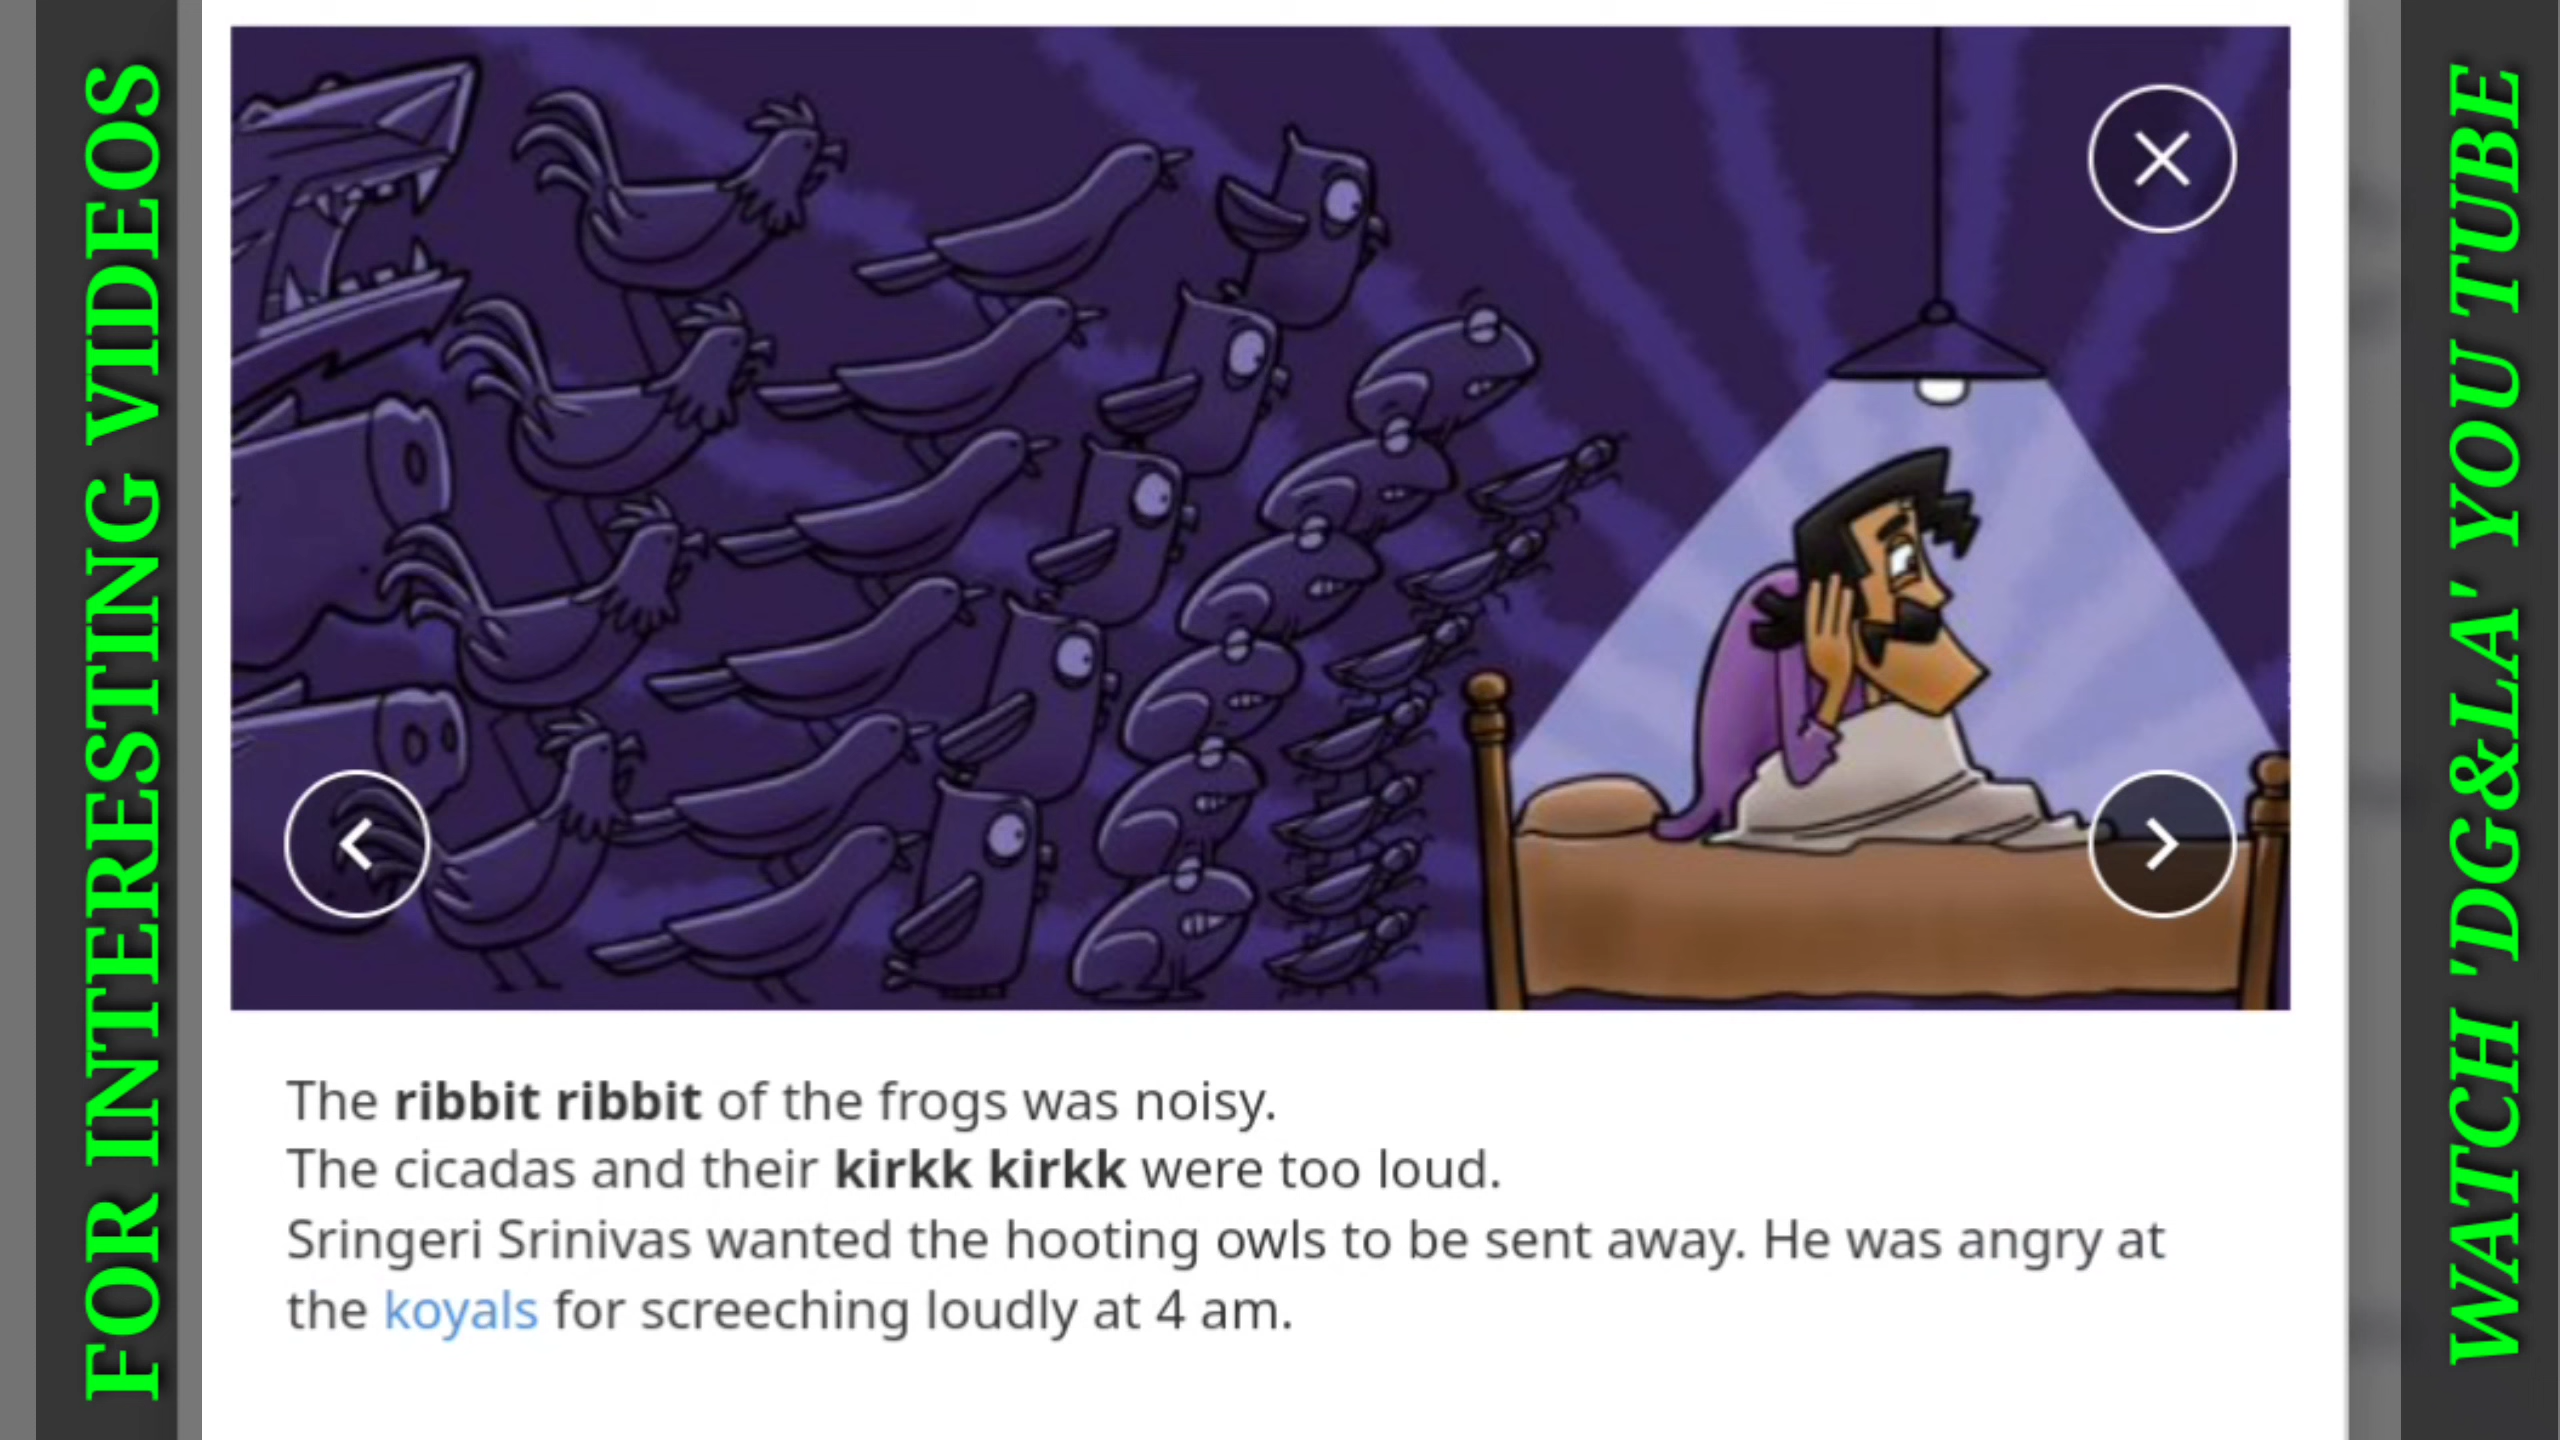 FOR INTERESTING VIDEOS
The ribbit ribbit of the frogs was noisy.
The cicadas and their kirkk kirkk were too loud.
Sringeri Srinivas wanted the hooting owls to be sent away. He was angry at
the koyals for screeching loudly at 4 am.
WATCH 'DG&LA' YOU TUBE